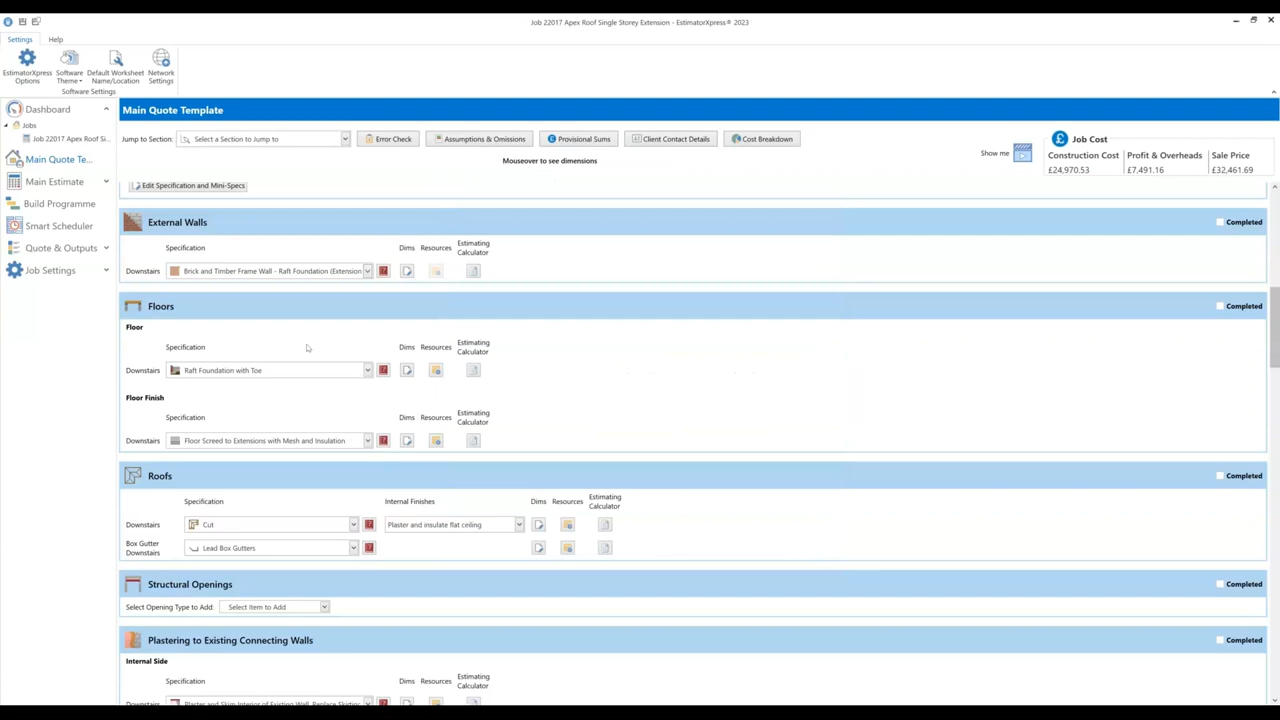 Job 22017 Apex Roof Single Storey Extension - EstimatorXpress® 2023
Settings
Help
EstimatorXpress
Options
Software
Theme
Default Worksheet
Name/Location
Network
Settings
Software Settings
Dashboard
Jobs
Job 22017 Apex Roof Si...
Main Quote Te...
Main Estimate
Build Programme
Smart Scheduler
Quote & Outputs
Job Settings
Main Quote Template
Jump to Section: Select a Section to Jump to
Error Check
Assumptions & Omissions
Provisional Sums
Client Contact Details
Cost Breakdown
Mouseover to see dimensions
Show me
Job Cost
Construction Cost Profit & Overheads Sale Price
£24,970.53 £7,491.16 £32,461.69
Edit Specification and Mini-Specs
External Walls
Completed
Specification Dims Resources Estimating
Calculator
Downstairs Brick and Timber Frame Wall - Raft Foundation (Extension
Floors
Completed
Floor
Specification Dims Resources Estimating
Calculator
Downstairs Raft Foundation with Toe
Floor Finish
Specification Dims Resources Estimating
Calculator
Downstairs Floor Screed to Extensions with Mesh and Insulation
Roofs
Completed
Specification Internal Finishes Dims Resources Estimating
Calculator
Downstairs Cut Plaster and insulate flat ceiling
Box Gutter
Downstairs Lead Box Gutters
Structural Openings
Completed
Select Opening Type to Add: Select Item to Add
Plastering to Existing Connecting Walls
Completed
Internal Side
Specification Dims Resources Estimating
Calculator
Downstairs Plaster and Skim Interior of Existing Wall, Replace Skirting